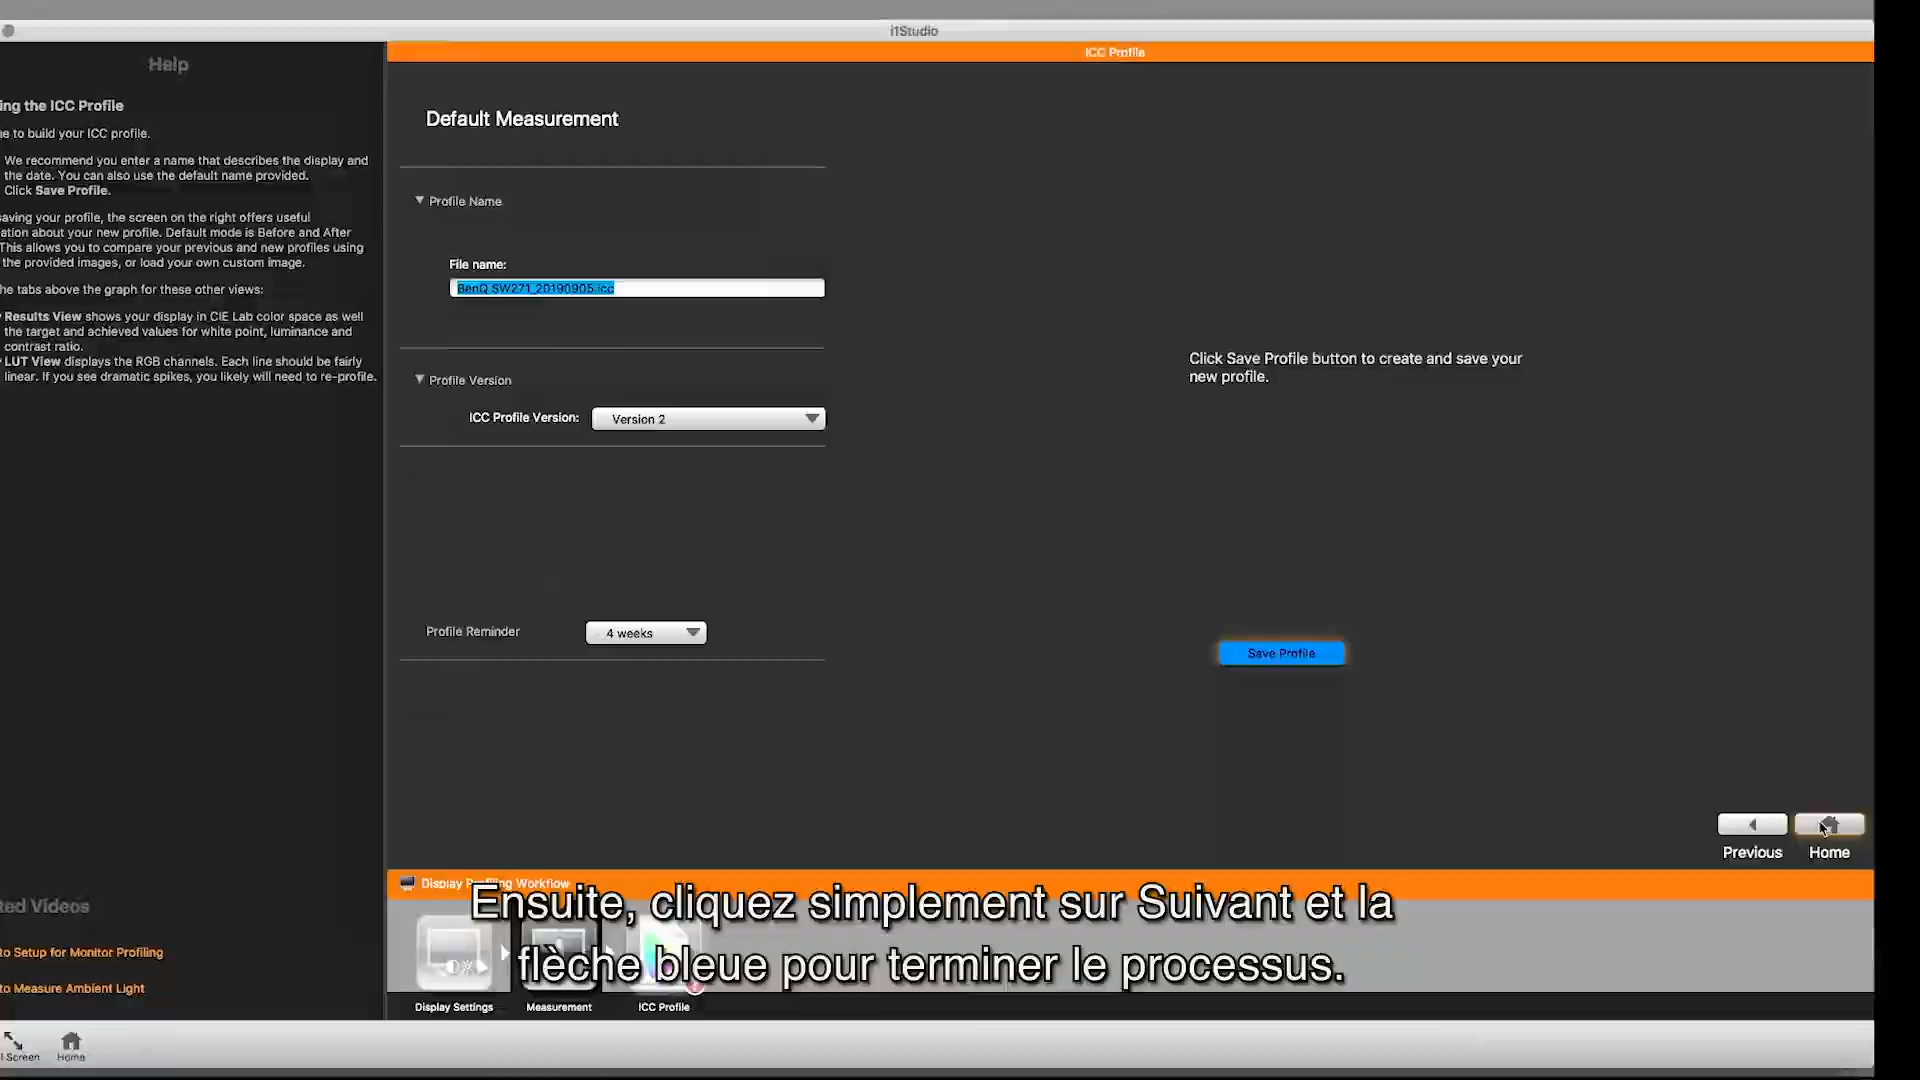 i1Studio
ICC Profile
Help
ing the ICC Profile
e to build your ICC profile.
We recommend you enter a name that describes the display and
the date. You can also use the default name provided.
Click Save Profile.
saving your profile, the screen on the right offers useful
ation about your new profile. Default mode is Before and After
This allows you to compare your previous and new profiles using
the provided images, or load your own custom image.
he tabs above the graph for these other views:
Results View shows your display in CIE Lab color space as well
the target and achieved values for white point, luminance and
contrast ratio.
LUT View displays the RGB channels. Each line should be fairly
linear. If you see dramatic spikes, you likely will need to re-profile.
ted Videos
to Setup for Monitor Profiling
to Measure Ambient Light
Default Measurement
Profile Name
File name:
BenQ SW271_20190905.icc
Profile Version
ICC Profile Version: Version 2
Profile Reminder 4 weeks
Click Save Profile button to create and save your
new profile.
Save Profile
Previous Home
Display Profiling Workflow
Ensuite, cliquez simplement sur Suivant et la
flèche bleue pour terminer le processus.
Display Settings Measurement ICC Profile
l Screen Home